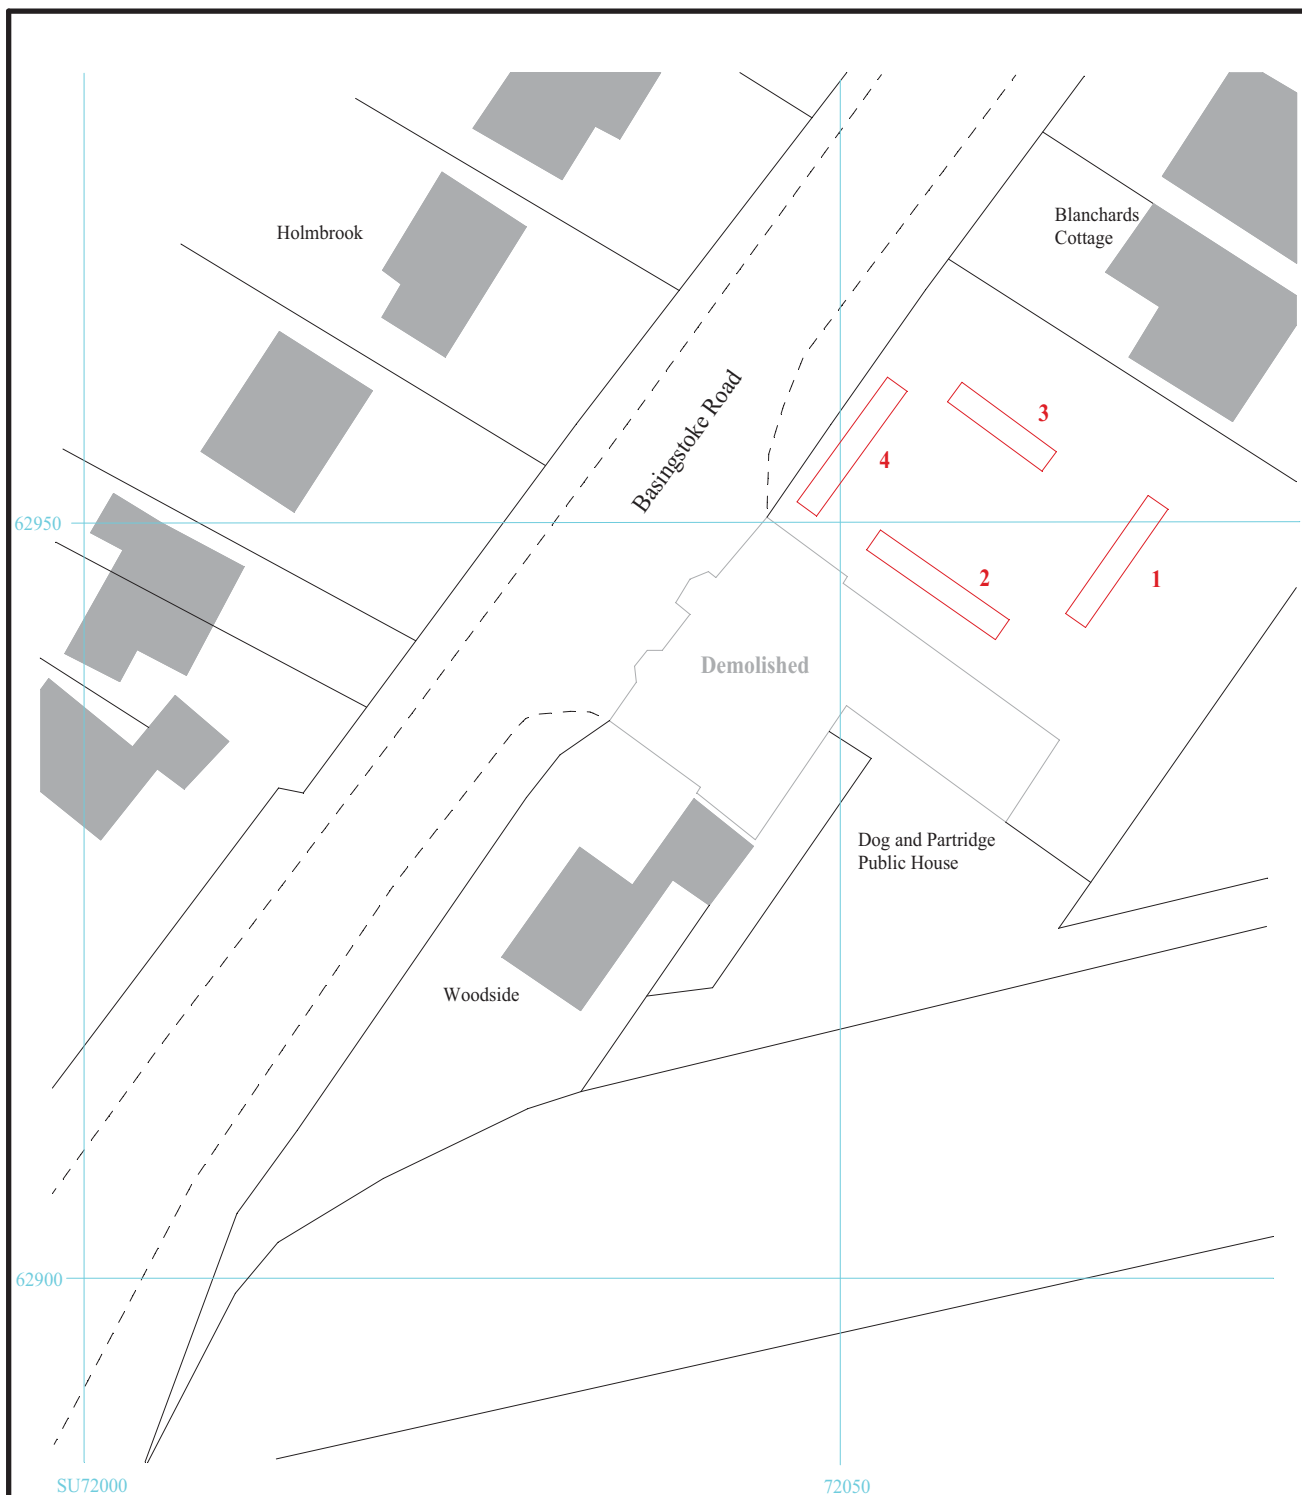 Holmbrook
Blanchards
Cottage
Basingstoke Road
3
4
62950
2
1
Demolished
Dog and Partridge
Public House
Woodside
62900
SU72000
72050